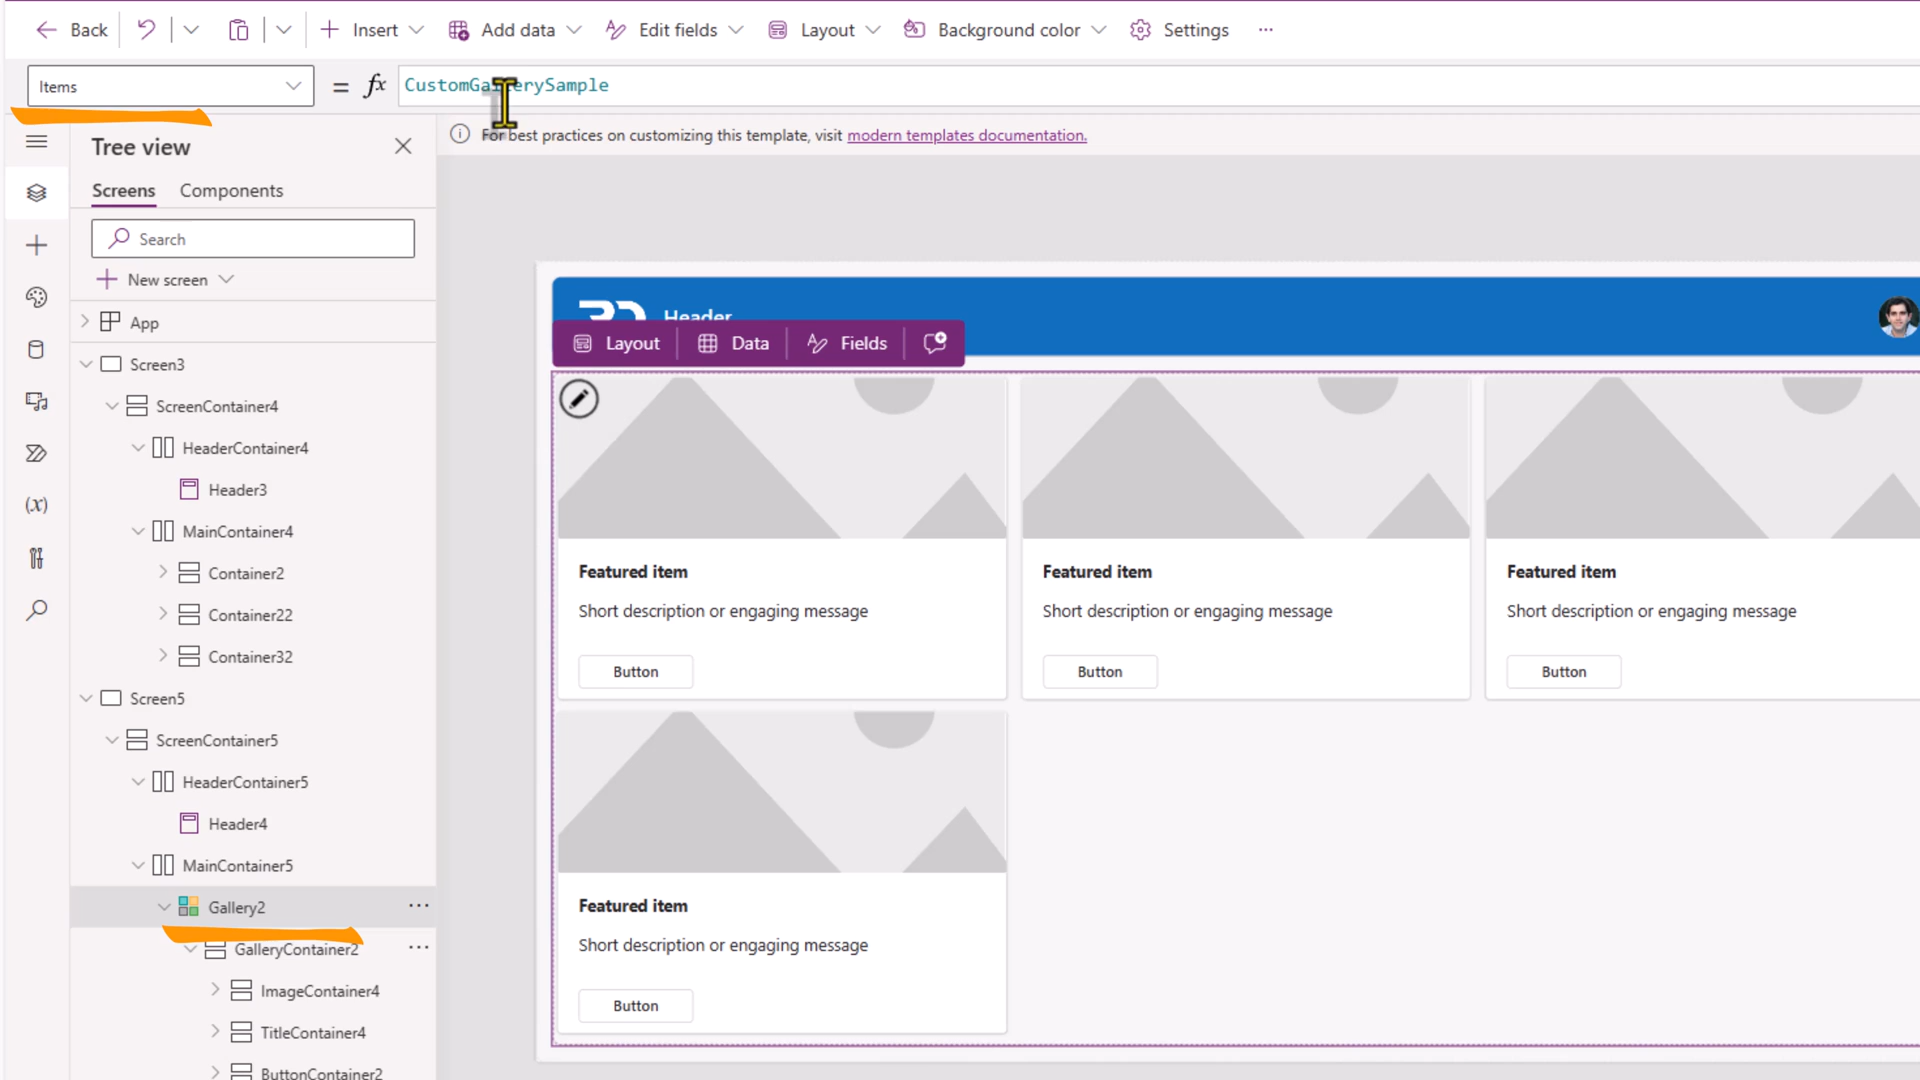 Back
Insert
Add data
Edit fields
Layout
Background color
Settings
...
Items
= fx CustomGallerySample
For best practices on customizing this template, visit modern templates documentation.
Tree view
Screens Components
Search
New screen
App
Screen3
ScreenContainer4
HeaderContainer4
Header3
MainContainer4
Container2
Container22
Container32
Screen5
ScreenContainer5
HeaderContainer5
Header4
MainContainer5
Gallery2
GalleryContainer2
ImageContainer4
TitleContainer4
ButtonContainer2
(x)
Header
Layout Data Fields
Featured item
Short description or engaging message
Button
Featured item
Short description or engaging message
Button
Featured item
Short description or engaging message
Button
Featured item
Short description or engaging message
Button